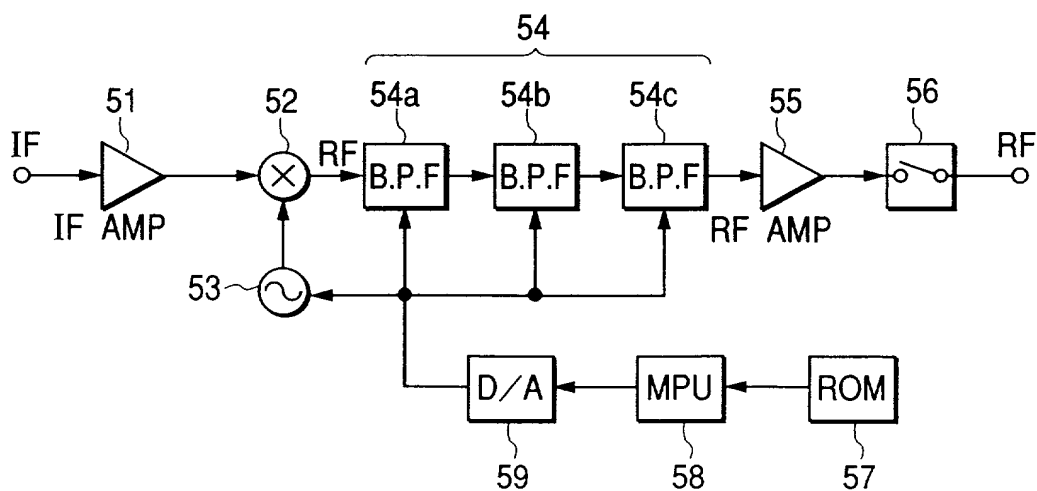 54
51
52
54a
54b
54c
55
56
IF
RF
B.P.F
B.P.F
B.P.F
RF
IF AMP
RF AMP
53
D/A
MPU
ROM
59
58
57